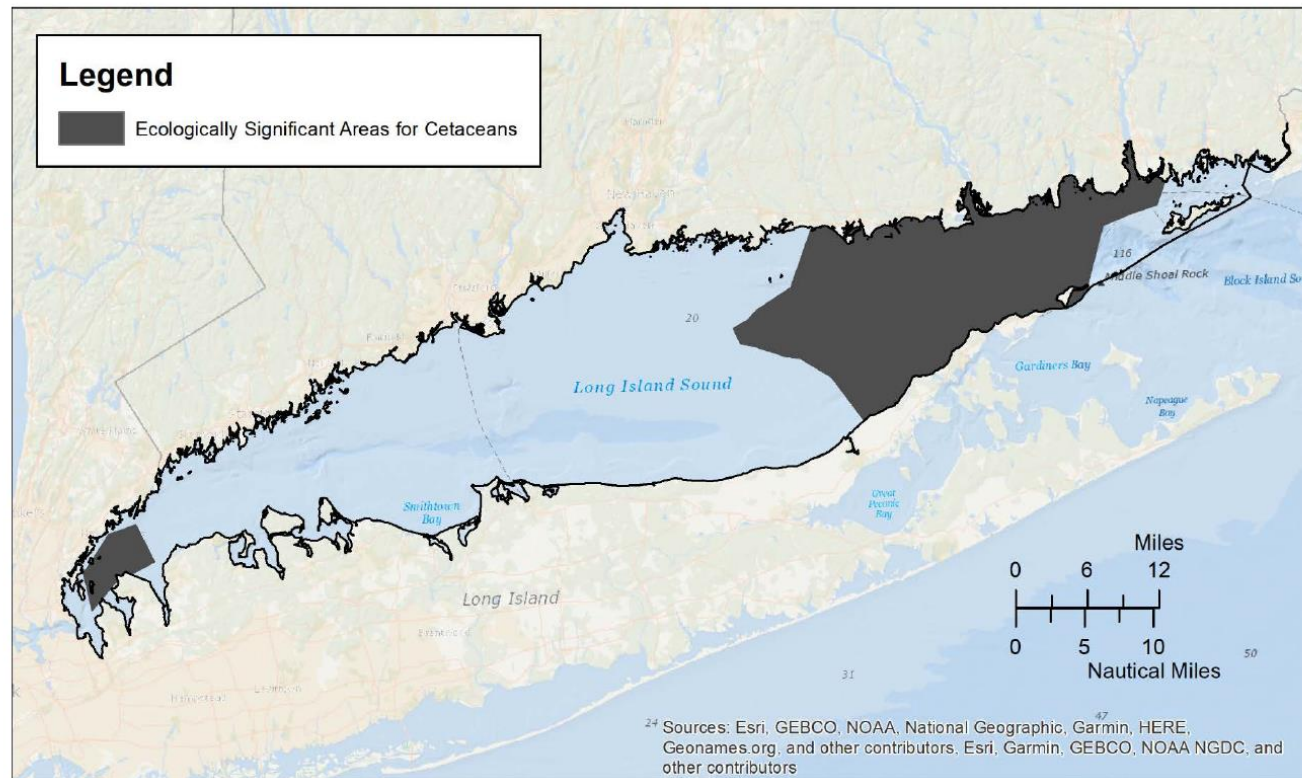 Legend
Ecologically Significant Areas for Cetaceans
116
Middle Shoal Rock
Block Island So
20
Long Island Sound
Gardiners Bay
Napeague
Bay
Smithtown
Bay
Great
Peconic
Bay
Long Island
Miles
0 6 12
0 5 10
Nautical Miles
50
31
47
24
Sources: Esri, GEBCO, NOAA, National Geographic, Garmin, HERE,
Geonames.org, and other contributors, Esri, Garmin, GEBCO, NOAA NGDC, and
other contributors